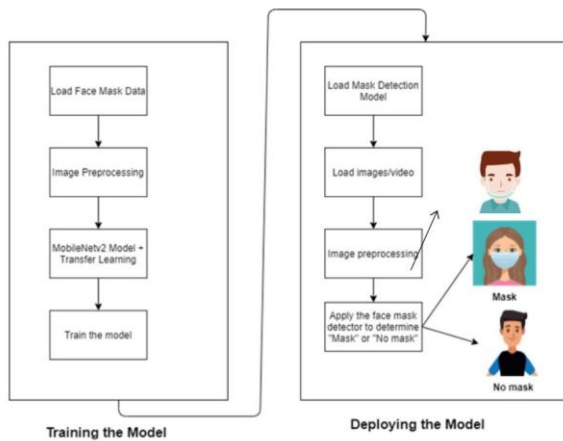 Load Face Mask Data
Image Preprocessing
MobileNetv2 Model +
Transfer Learning
Train the model
Training the Model
Load Mask Detection
Model
Load images/video
Image preprocessing
Apply the face mask
detector to determine
"Mask" or "No mask"
Mask
No mask
Deploying the Model